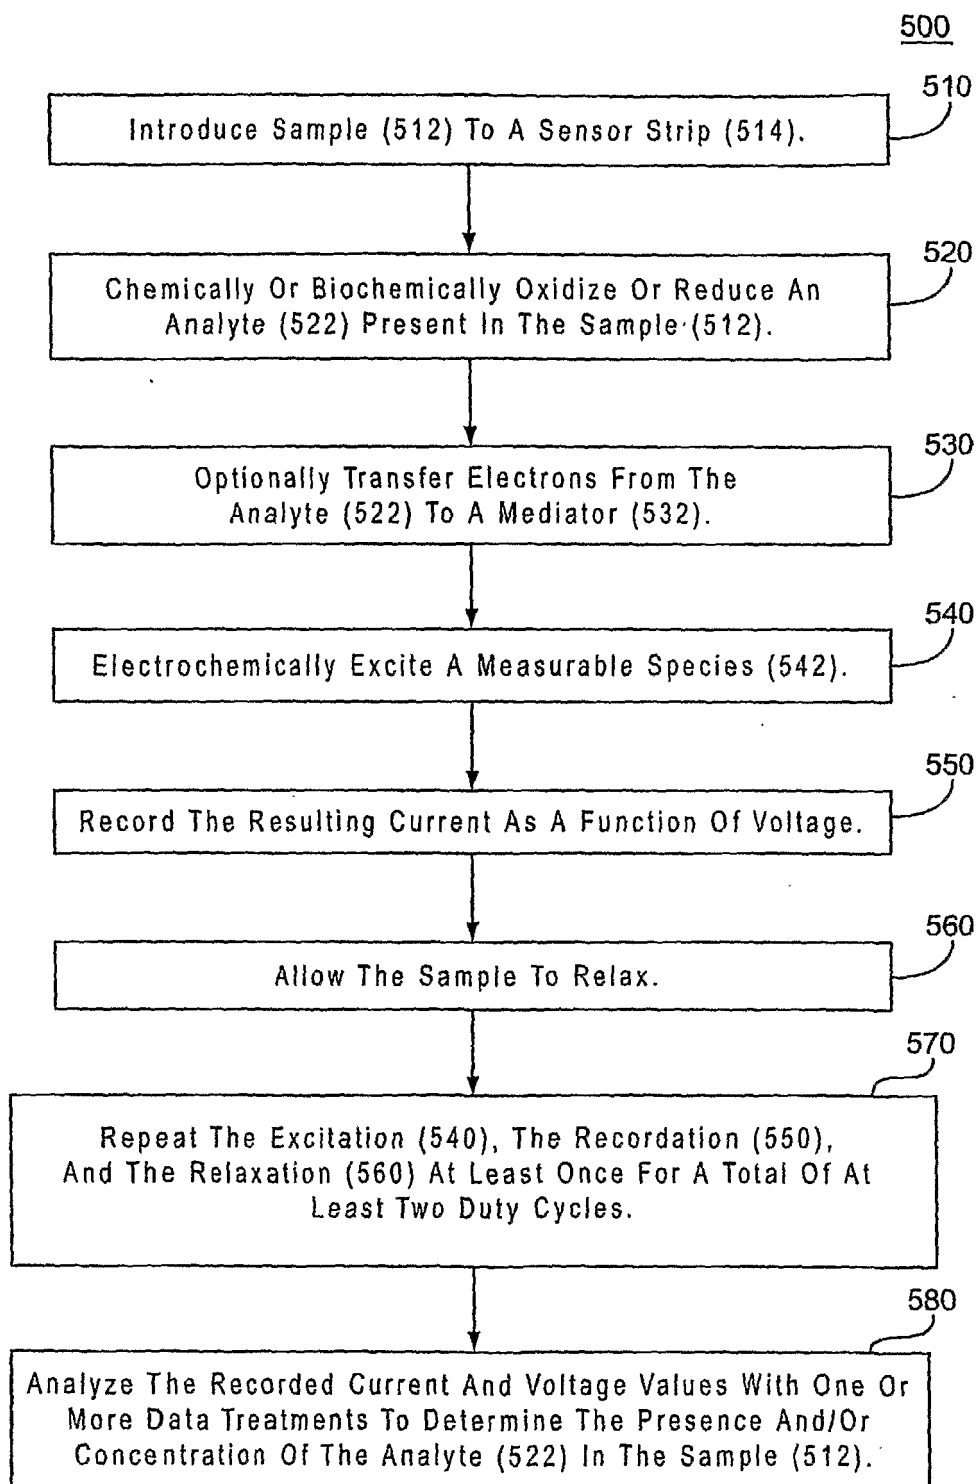 500
510
Introduce Sample (512) To A Sensor Strip (514).
520
Chemically Or Biochemically Oxidize Or Reduce An
Analyte (522) Present In The Sample (512).
530
Optionally Transfer Electrons From The
Analyte (522) To A Mediator (532).
540
Electrochemically Excite A Measurable Species (542).
550
Record The Resulting Current As A Function Of Voltage.
560
Allow The Sample To Relax.
570
Repeat The Excitation (540), The Recordation (550),
And The Relaxation (560) At Least Once For A Total Of At
Least Two Duty Cycles.
580
Analyze The Recorded Current And Voltage Values With One Or
More Data Treatments To Determine The Presence And/Or
Concentration Of The Analyte (522) In The Sample (512).